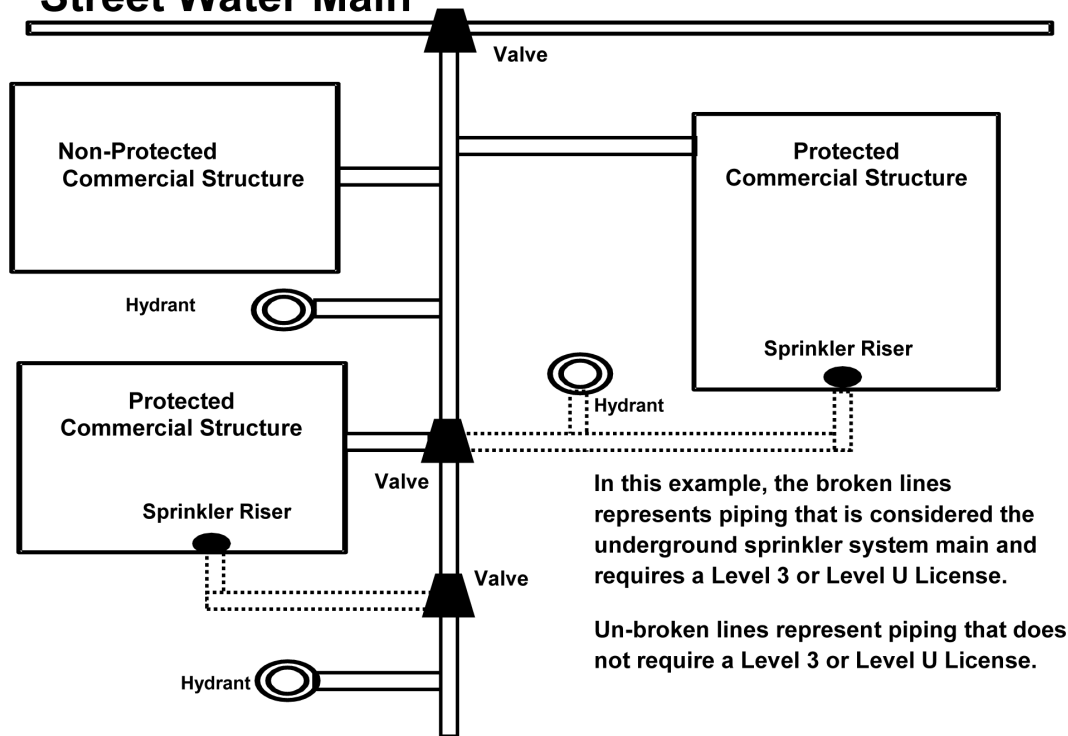 Street Water Main
Valve
Non-Protected
Commercial Structure
Protected
Commercial Structure
Hydrant
Sprinkler Riser
Protected
Commercial Structure
Hydrant
Valve
In this example, the broken lines
represents piping that is considered the
underground sprinkler system main and
requires a Level 3 or Level U License.
Sprinkler Riser
Valve
Un-broken lines represent piping that does
not require a Level 3 or Level U License.
Hydrant